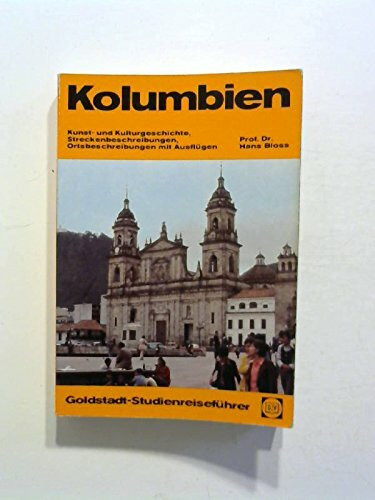 Kolumbien
Kunst- und Kulturgeschichte,
Streckenbeschreibungen,
Ortsbeschreibungen mit Ausflügen
Prof. Dr.
Hans Bloss
Goldstadt-Studienreiseführer